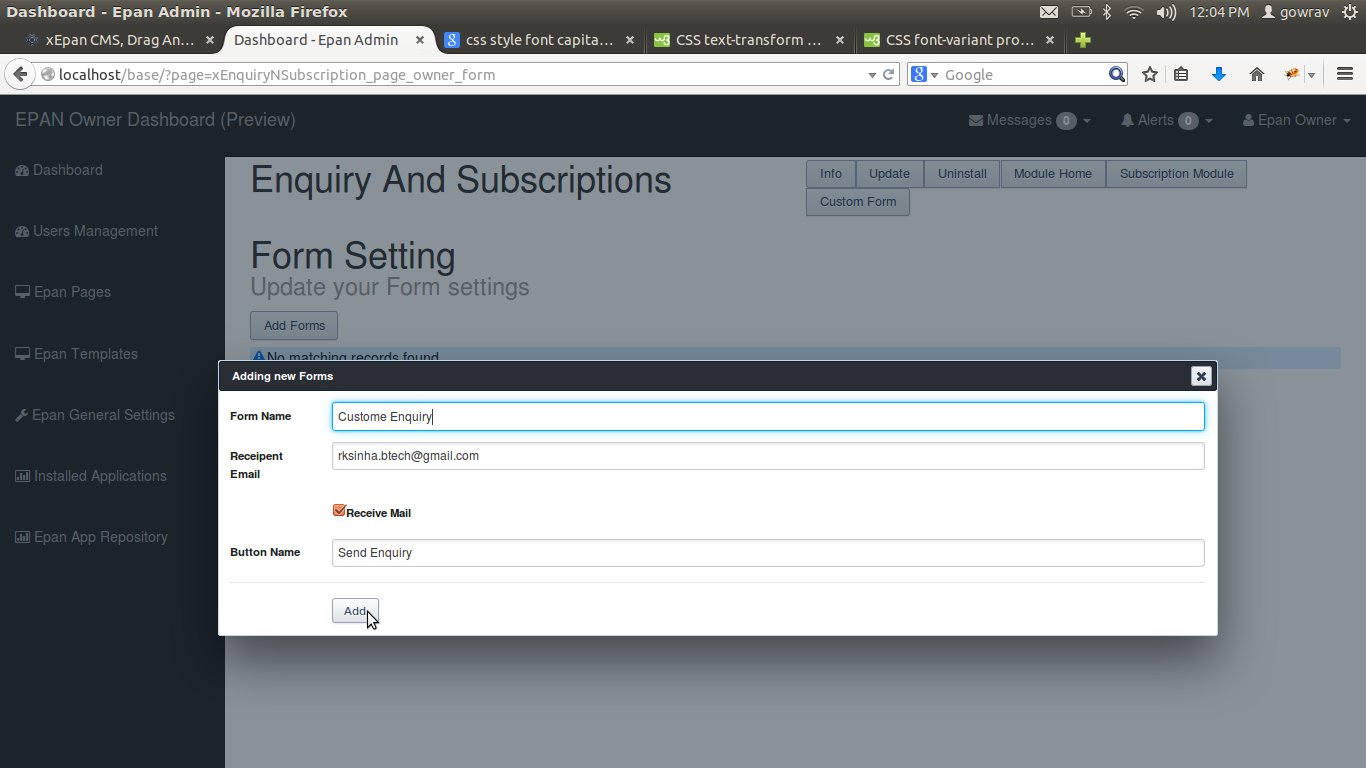 Dashboard - Epan Admin - Mozilla Firefox
12:04 PM
gowrav
xEpan CMS, Drag An...
Dashboard - Epan Admin
css style font capita...
CSS text-transform ...
CSS font-variant pro...
localhost/base/?page=xEnquiryNSubscription_page_owner_form
Google
EPAN Owner Dashboard (Preview)
Messages 0
Alerts 0
Epan Owner
Dashboard
Users Management
Epan Pages
Epan Templates
Epan General Settings
Installed Applications
Epan App Repository
Enquiry And Subscriptions
Info
Update
Uninstall
Module Home
Subscription Module
Custom Form
Form Setting
Update your Form settings
Add Forms
No matching records found
Adding new Forms
Form Name
Custome Enquiry
Receipent
Email
rksinha.btech@gmail.com
Receive Mail
Button Name
Send Enquiry
Add